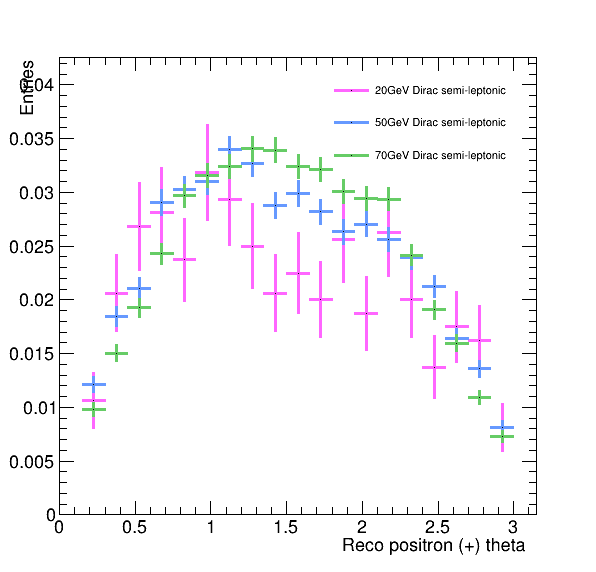 Entries
0.04
0.035
0.03
0.025
0.02
0.015
0.01
0.005
0
20GeV Dirac semi-leptonic
50GeV Dirac semi-leptonic
70GeV Dirac semi-leptonic
0 0.5 1 1.5 2 2.5 3
Reco positron (+) theta